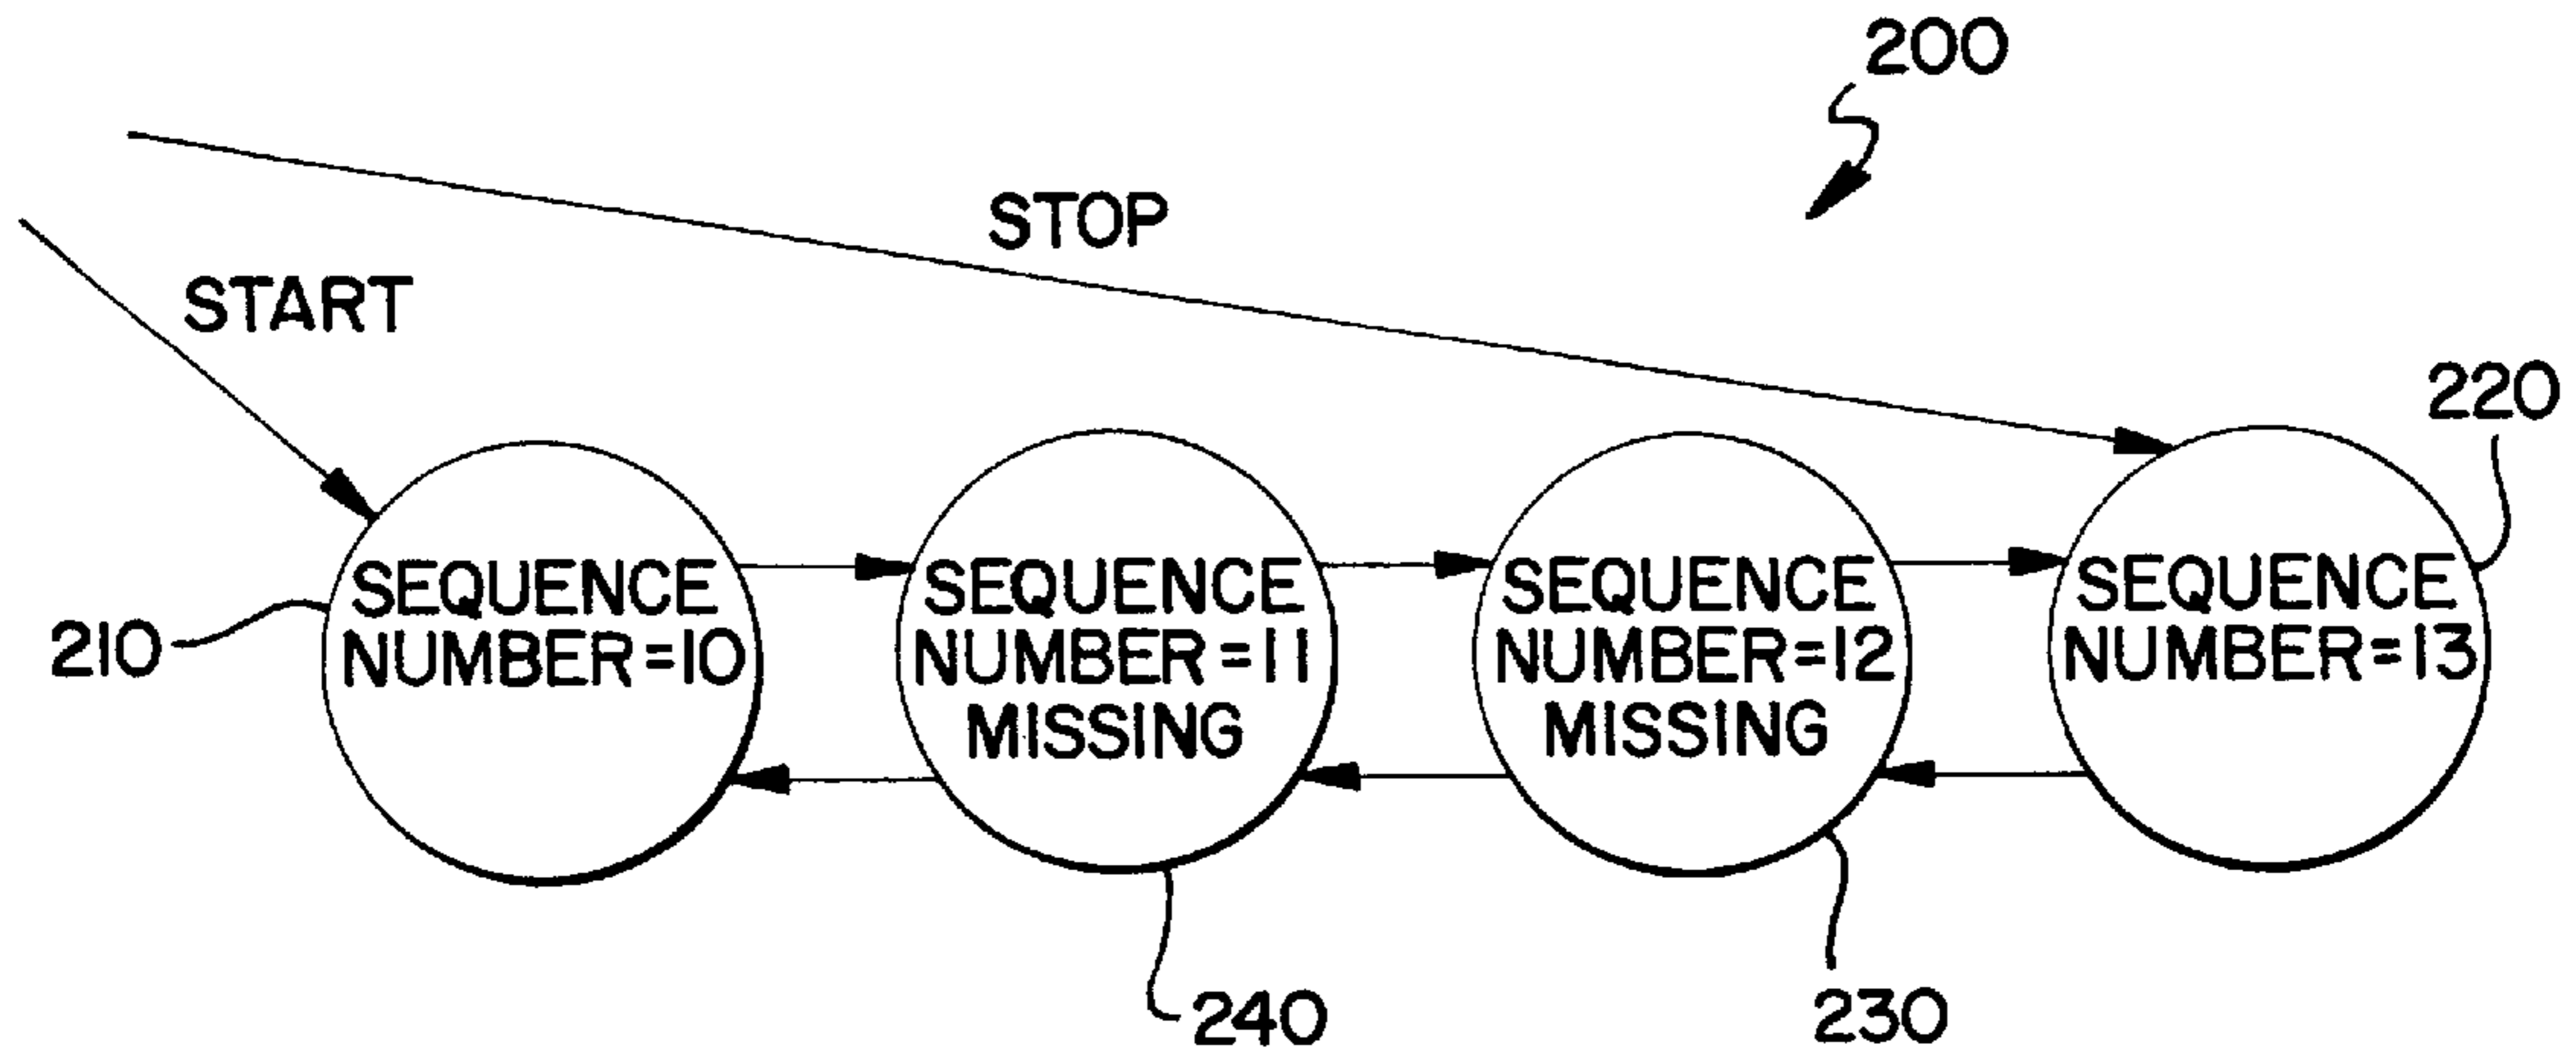 200
STOP
START
220
SEQUENCE
NUMBER=10
SEQUENCE
NUMBER=11
MISSING
SEQUENCE
NUMBER=12
MISSING
SEQUENCE
NUMBER=13
210
240
230